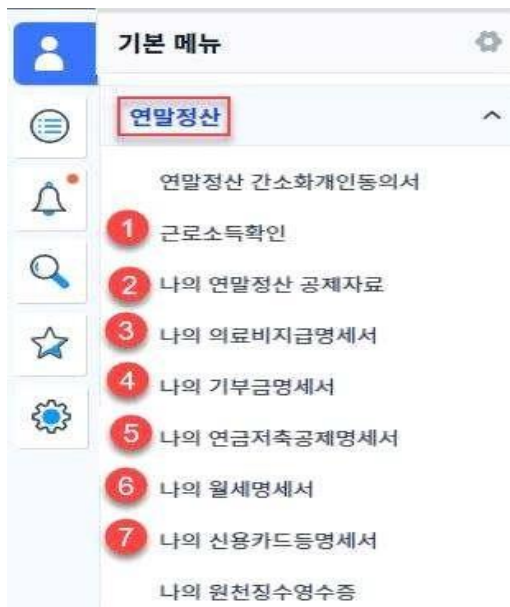 기본 메뉴
연말정산
연말정산 간소화개인동의서
1 근로소득확인
2 나의 연말정산 공제자료
3 나의 의료비지급명세서
4 나의 기부금명세서
5 나의 연금저축공제명세서
6 나의 월세명세서
7 나의 신용카드등명세서
나의 원천징수영수증